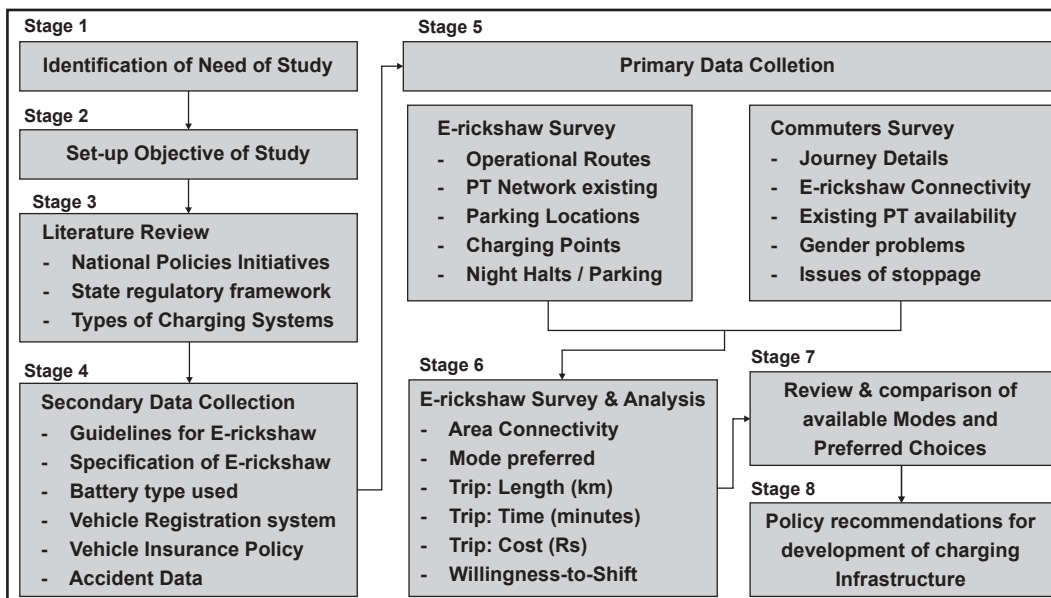 Stage 1
Identification of Need of Study
Stage 2
Set-up Objective of Study
Stage 3
Literature Review
- National Policies Initiatives
- State regulatory framework
- Types of Charging Systems
Stage 4
Secondary Data Collection
- Guidelines for E-rickshaw
- Specification of E-rickshaw
- Battery type used
- Vehicle Registration system
- Vehicle Insurance Policy
- Accident Data
Stage 5
Primary Data Colletion
E-rickshaw Survey
- Operational Routes
- PT Network existing
- Parking Locations
- Charging Points
- Night Halts / Parking
Commuters Survey
- Journey Details
- E-rickshaw Connectivity
- Existing PT availability
- Gender problems
- Issues of stoppage
Stage 6
E-rickshaw Survey & Analysis
- Area Connectivity
- Mode preferred
- Trip: Length (km)
- Trip: Time (minutes)
- Trip: Cost (Rs)
- Willingness-to-Shift
Stage 7
Review & comparison of
available Modes and
Preferred Choices
Stage 8
Policy recommendations for
development of charging
Infrastructure